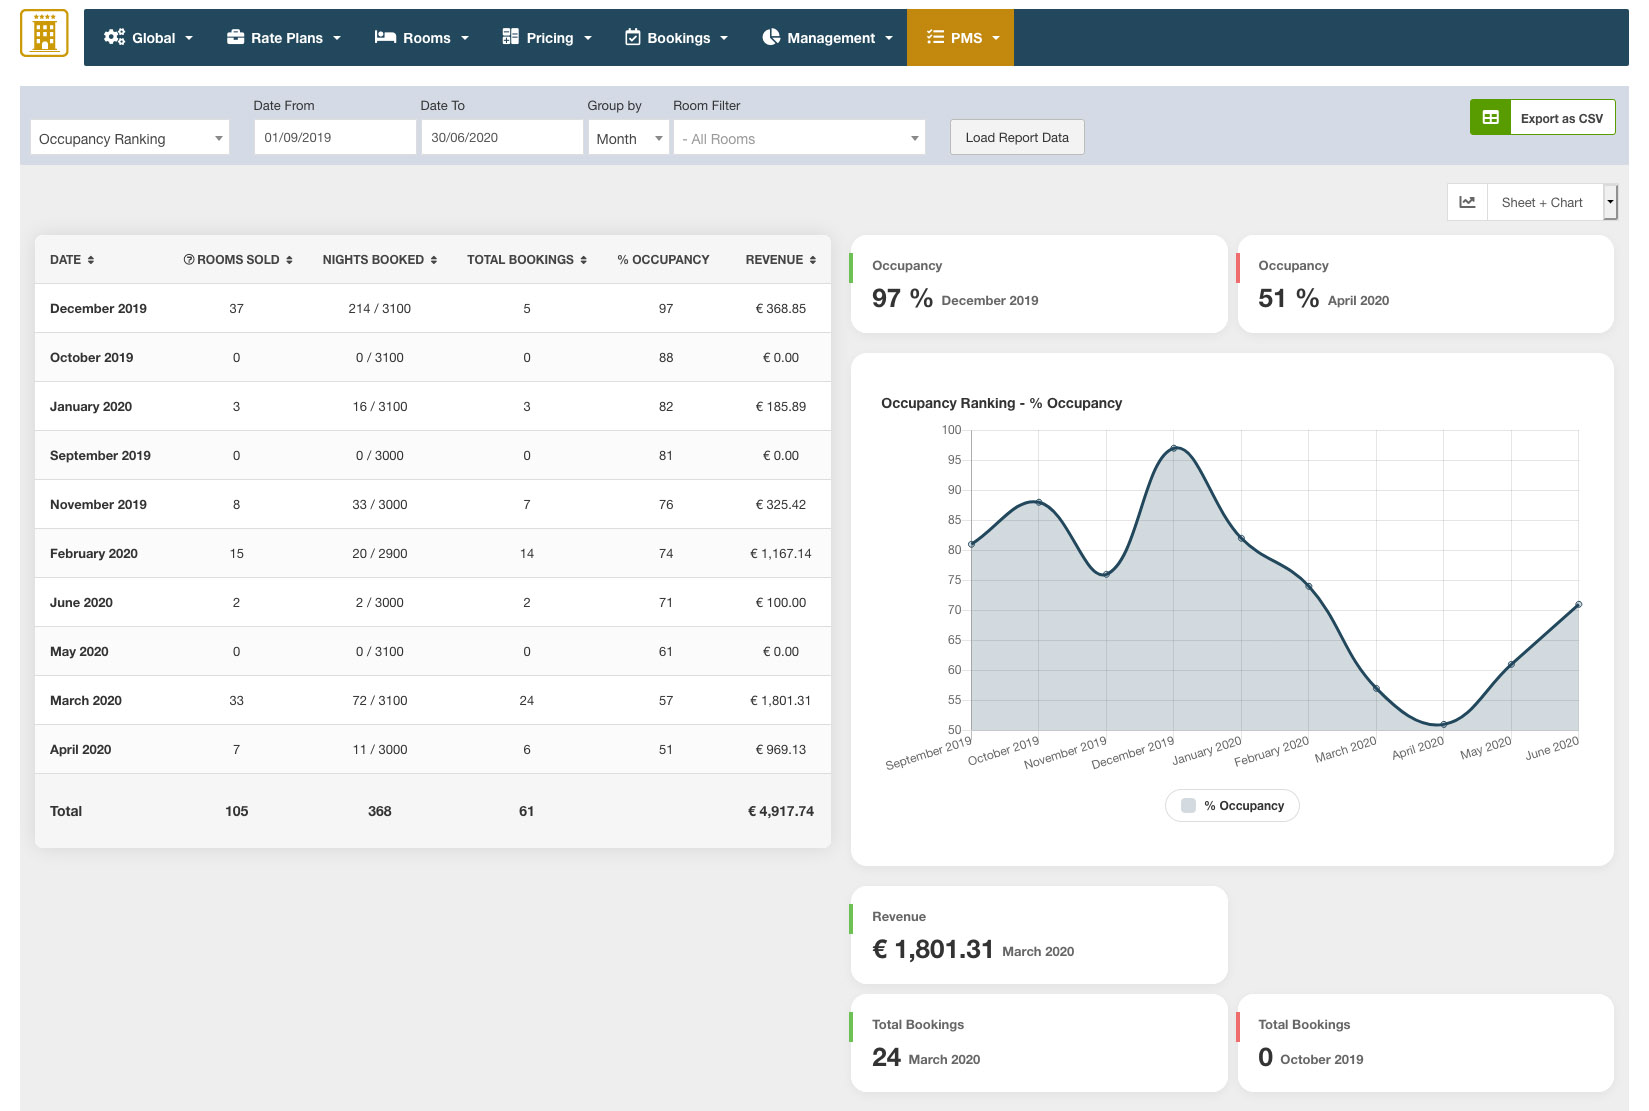 Global
Rate Plans
Rooms
Pricing
Bookings
Management
PMS
Date From
Date To
Group by
Room Filter
Occupancy Ranking
01/09/2019
30/06/2020
Month
- All Rooms
Load Report Data
Export as CSV
Sheet + Chart
DATE ROOMS SOLD NIGHTS BOOKED TOTAL BOOKINGS % OCCUPANCY REVENUE
December 2019 37 214 / 3100 5 97 € 368.85
October 2019 0 0 / 3100 0 88 € 0.00
January 2020 3 16 / 3100 3 82 € 185.89
September 2019 0 0 / 3000 0 81 € 0.00
November 2019 8 33 / 3000 7 76 € 325.42
February 2020 15 20 / 2900 14 74 € 1,167.14
June 2020 2 2 / 3000 2 71 € 100.00
May 2020 0 0 / 3100 0 61 € 0.00
March 2020 33 72 / 3100 24 57 € 1,801.31
April 2020 7 11 / 3000 6 51 € 969.13
Total 105 368 61 € 4,917.74
Occupancy
97 % December 2019
Occupancy
51 % April 2020
Occupancy Ranking - % Occupancy
100
95
90
85
80
75
70
65
60
55
50
September 2019
October 2019
November 2019
December 2019
January 2020
February 2020
March 2020
April 2020
May 2020
June 2020
% Occupancy
Revenue
€ 1,801.31 March 2020
Total Bookings
24 March 2020
Total Bookings
0 October 2019